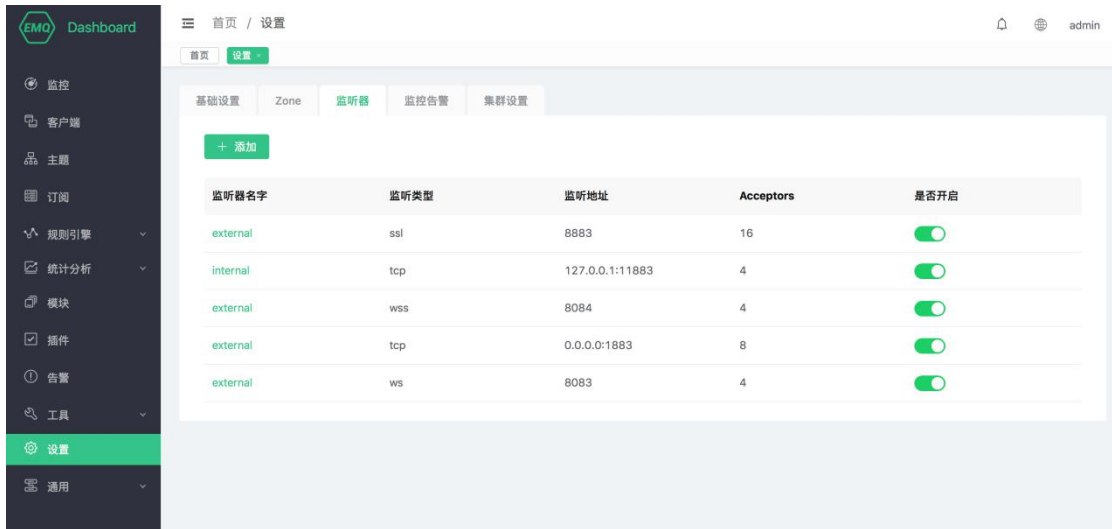 EMQ Dashboard
首页 / 设置
admin
首页 设置 ×
监控
客户端
主题
订阅
规则引擎
统计分析
模块
插件
告警
工具
设置
通用
基础设置 Zone 监听器 监控告警 集群设置
+ 添加
监听器名字 监听类型 监听地址 Acceptors 是否开启
external ssl 8883 16
internal tcp 127.0.0.1:11883 4
external wss 8084 4
external tcp 0.0.0.0:1883 8
external ws 8083 4